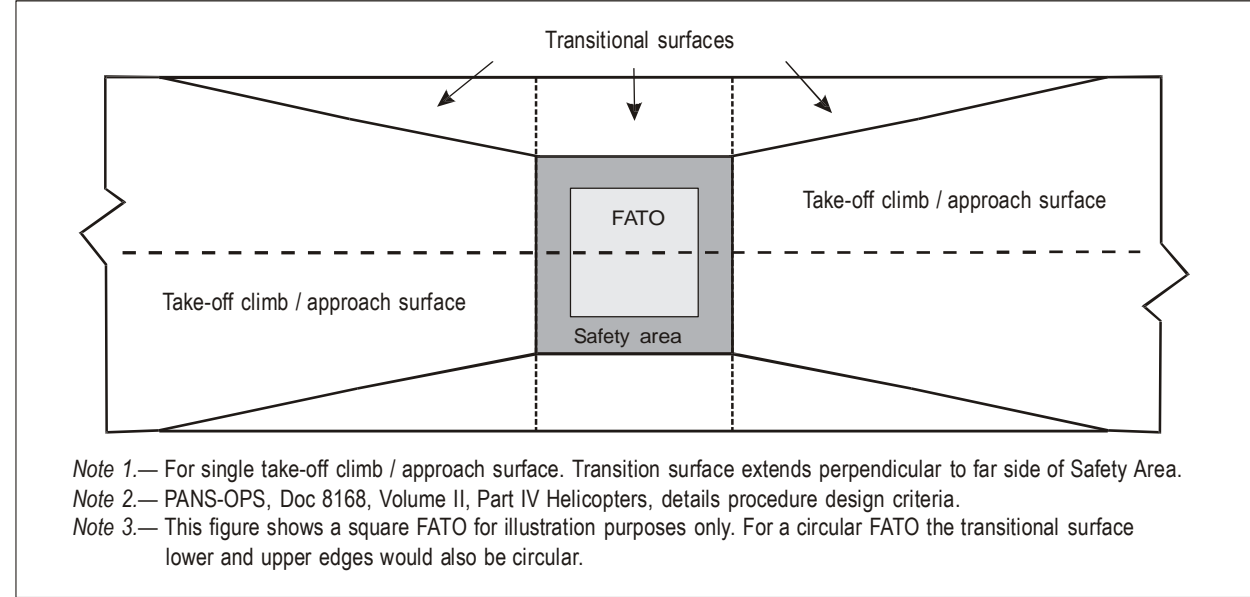 Transitional surfaces
FATO
Take-off climb / approach surface
Take-off climb / approach surface
Safety area
Note 1.— For single take-off climb / approach surface. Transition surface extends perpendicular to far side of Safety Area.
Note 2.— PANS-OPS, Doc 8168, Volume II, Part IV Helicopters, details procedure design criteria.
Note 3.— This figure shows a square FATO for illustration purposes only. For a circular FATO the transitional surface
lower and upper edges would also be circular.